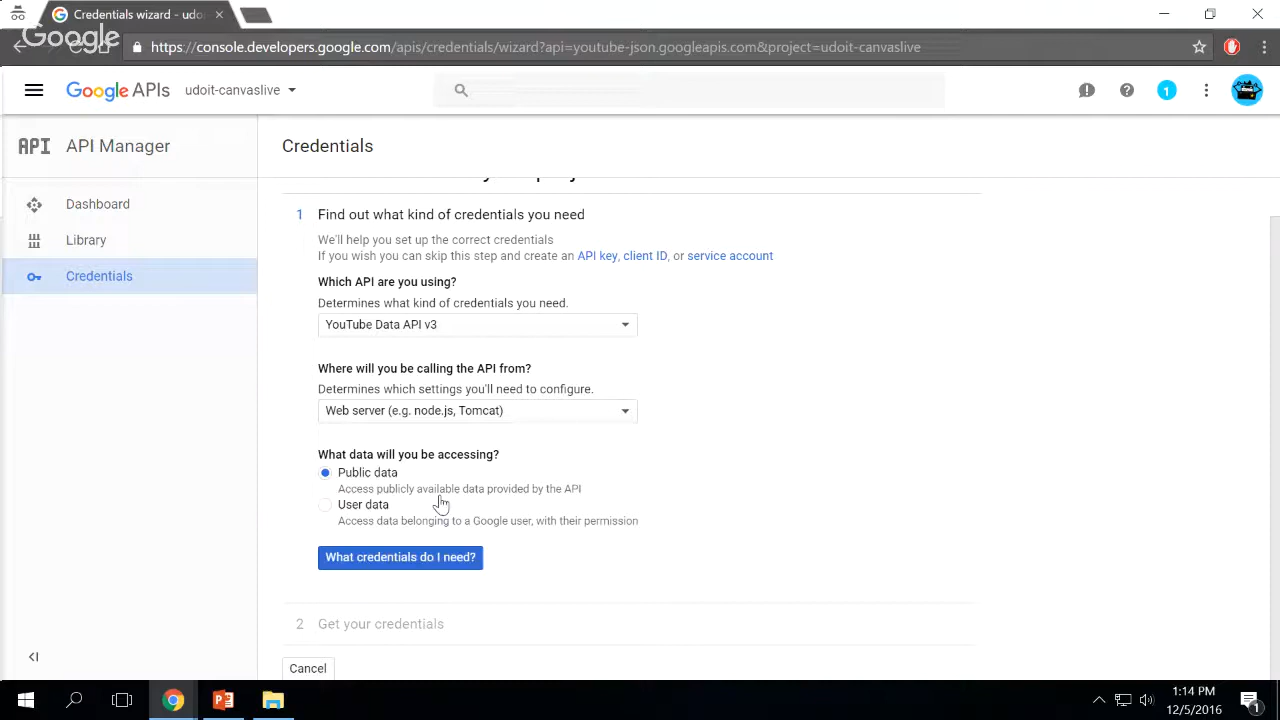 Credentials wizard - udoi
Google
https://console.developers.google.com/apis/credentials/wizard?api=youtube-json.googleapis.com&project=udoit-canvaslive
Google APIs
udoit-canvaslive
1
API
API Manager
Credentials
Dashboard
Library
Credentials
1 Find out what kind of credentials you need
We'll help you set up the correct credentials
If you wish you can skip this step and create an API key, client ID, or service account
Which API are you using?
Determines what kind of credentials you need.
YouTube Data API v3
Where will you be calling the API from?
Determines which settings you'll need to configure.
Web server (e.g. node.js, Tomcat)
What data will you be accessing?
Public data
Access publicly available data provided by the API
User data
Access data belonging to a Google user, with their permission
What credentials do I need?
2 Get your credentials
Cancel
1:14 PM
12/5/2016
1